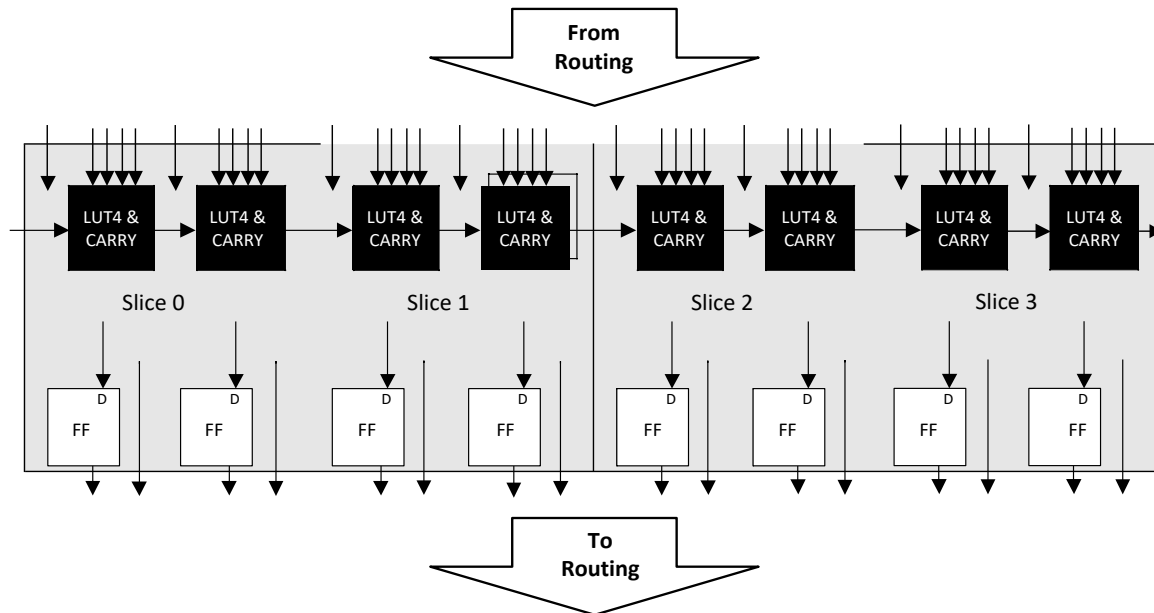 From
Routing
LUT4 &
CARRY
LUT4 &
CARRY
LUT4 &
CARRY
LUT4 &
CARRY
LUT4 &
CARRY
LUT4 &
CARRY
LUT4 &
CARRY
LUT4 &
CARRY
Slice 0
Slice 1
Slice 2
Slice 3
D
FF
D
FF
D
FF
D
FF
D
FF
D
FF
D
FF
D
FF
To
Routing